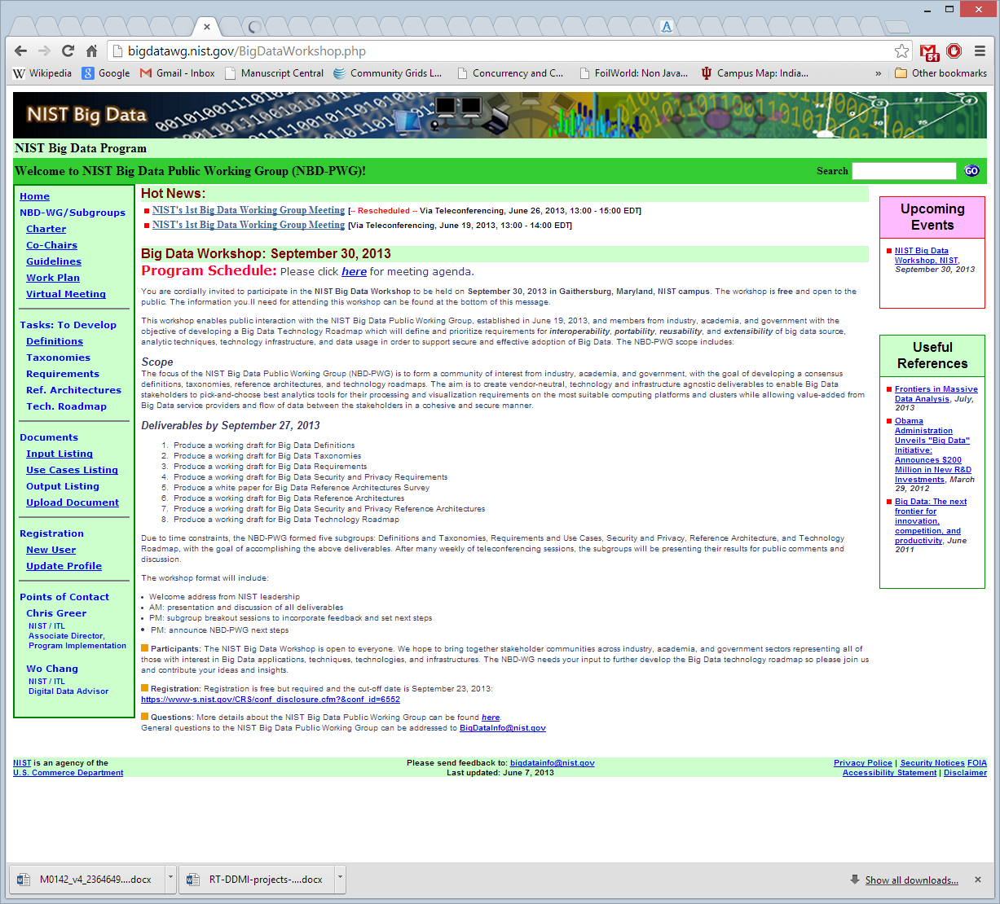 bigdatawg.nist.gov/BigDataWorkshop.php
51
Wikipedia
Google
Gmail - Inbox
Manuscript Central
Community Grids L...
Concurrency and C...
FoilWorld: Non Java...
Campus Map: India...
»
Other bookmarks
NIST Big Data
NIST Big Data Program
Welcome to NIST Big Data Public Working Group (NBD-PWG)!
Search
GO
Home
NBD-WG/Subgroups
Charter
Co-Chairs
Guidelines
Work Plan
Virtual Meeting
Tasks: To Develop
Definitions
Taxonomies
Requirements
Ref. Architectures
Tech. Roadmap
Documents
Input Listing
Use Cases Listing
Output Listing
Upload Document
Registration
New User
Update Profile
Points of Contact
Chris Greer
NIST / ITL
Associate Director,
Program Implementation
Wo Chang
NIST / ITL
Digital Data Advisor
Hot News:
NIST's 1st Big Data Working Group Meeting [-- Rescheduled -- Via Teleconferencing, June 26, 2013, 13:00 - 15:00 EDT]
NIST's 1st Big Data Working Group Meeting [Via Teleconferencing, June 19, 2013, 13:00 - 14:00 EDT]
Big Data Workshop: September 30, 2013
Program Schedule: Please click here for meeting agenda.
You are cordially invited to participate in the NIST Big Data Workshop to be held on September 30, 2013 in Gaithersburg, Maryland, NIST campus. The workshop is free and open to the
public. The information you.ll need for attending this workshop can be found at the bottom of this message.
This workshop enables public interaction with the NIST Big Data Public Working Group, established in June 19, 2013, and members from industry, academia, and government with the
objective of developing a Big Data Technology Roadmap which will define and prioritize requirements for interoperability, portability, reusability, and extensibility of big data source,
analytic techniques, technology infrastructure, and data usage in order to support secure and effective adoption of Big Data. The NBD-PWG scope includes:
Scope
The focus of the NIST Big Data Public Working Group (NBD-PWG) is to form a community of interest from industry, academia, and government, with the goal of developing a consensus
definitions, taxonomies, reference architectures, and technology roadmaps. The aim is to create vendor-neutral, technology and infrastructure agnostic deliverables to enable Big Data
stakeholders to pick-and-choose best analytics tools for their processing and visualization requirements on the most suitable computing platforms and clusters while allowing value-added from
Big Data service providers and flow of data between the stakeholders in a cohesive and secure manner.
Deliverables by September 27, 2013
1. Produce a working draft for Big Data Definitions
2. Produce a working draft for Big Data Taxonomies
3. Produce a working draft for Big Data Requirements
4. Produce a working draft for Big Data Security and Privacy Requirements
5. Produce a white paper for Big Data Reference Architectures Survey
6. Produce a working draft for Big Data Reference Architectures
7. Produce a working draft for Big Data Security and Privacy Reference Architectures
8. Produce a working draft for Big Data Technology Roadmap
Due to time constraints, the NBD-PWG formed five subgroups: Definitions and Taxonomies, Requirements and Use Cases, Security and Privacy, Reference Architecture, and Technology
Roadmap, with the goal of accomplishing the above deliverables. After many weekly of teleconferencing sessions, the subgroups will be presenting their results for public comments and
discussion.
The workshop format will include:
• Welcome address from NIST leadership
• AM: presentation and discussion of all deliverables
• PM: subgroup breakout sessions to incorporate feedback and set next steps
• PM: announce NBD-PWG next steps
Participants: The NIST Big Data Workshop is open to everyone. We hope to bring together stakeholder communities across industry, academia, and government sectors representing all of
those with interest in Big Data applications, techniques, technologies, and infrastructures. The NBD-WG needs your input to further develop the Big Data technology roadmap so please join us
and contribute your ideas and insights.
Registration: Registration is free but required and the cut-off date is September 23, 2013:
https://www-s.nist.gov/CRS/conf_disclosure.cfm?&conf_id=6552
Questions: More details about the NIST Big Data Public Working Group can be found here.
General questions to the NIST Big Data Public Working Group can be addressed to BigDataInfo@nist.gov
Upcoming
Events
NIST Big Data
Workshop, NIST,
September 30, 2013
Useful
References
Frontiers in Massive
Data Analysis, July,
2013
Obama
Administration
Unveils "Big Data"
Initiative:
Announces $200
Million in New R&D
Investments, March
29, 2012
Big Data: The next
frontier for
innovation,
competition, and
productivity, June
2011
NIST is an agency of the
U.S. Commerce Department
Please send feedback to: bigdatainfo@nist.gov
Last updated: June 7, 2013
Privacy Police | Security Notices FOIA
Accessibility Statement | Disclaimer
M0142_v4_2364649....docx
RT-DDMI-projects-....docx
Show all downloads...